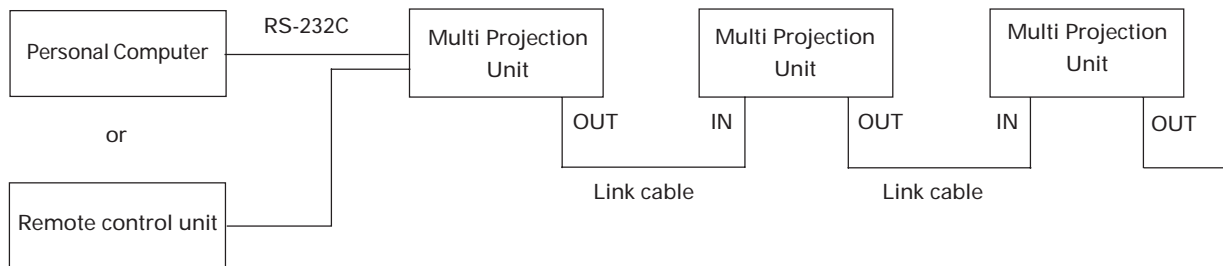 RS-232C
Personal Computer
Multi Projection
Unit
Multi Projection
Unit
Multi Projection
Unit
or
OUT
IN
OUT
IN
OUT
Link cable
Link cable
Remote control unit